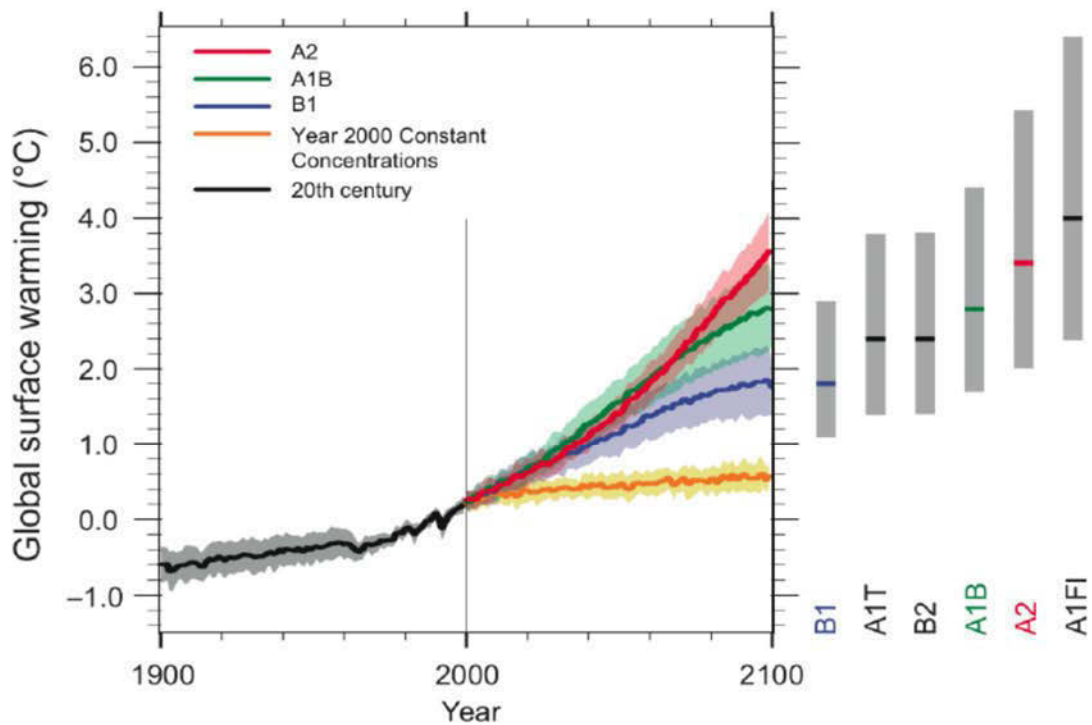 A2
A1B
B1
Year 2000 Constant
Concentrations
20th century
Global surface warming (°C)
6.0
5.0
4.0
3.0
2.0
1.0
0.0
–1.0
1900
2000
2100
Year
B1
A1T
B2
A1B
A2
A1FI